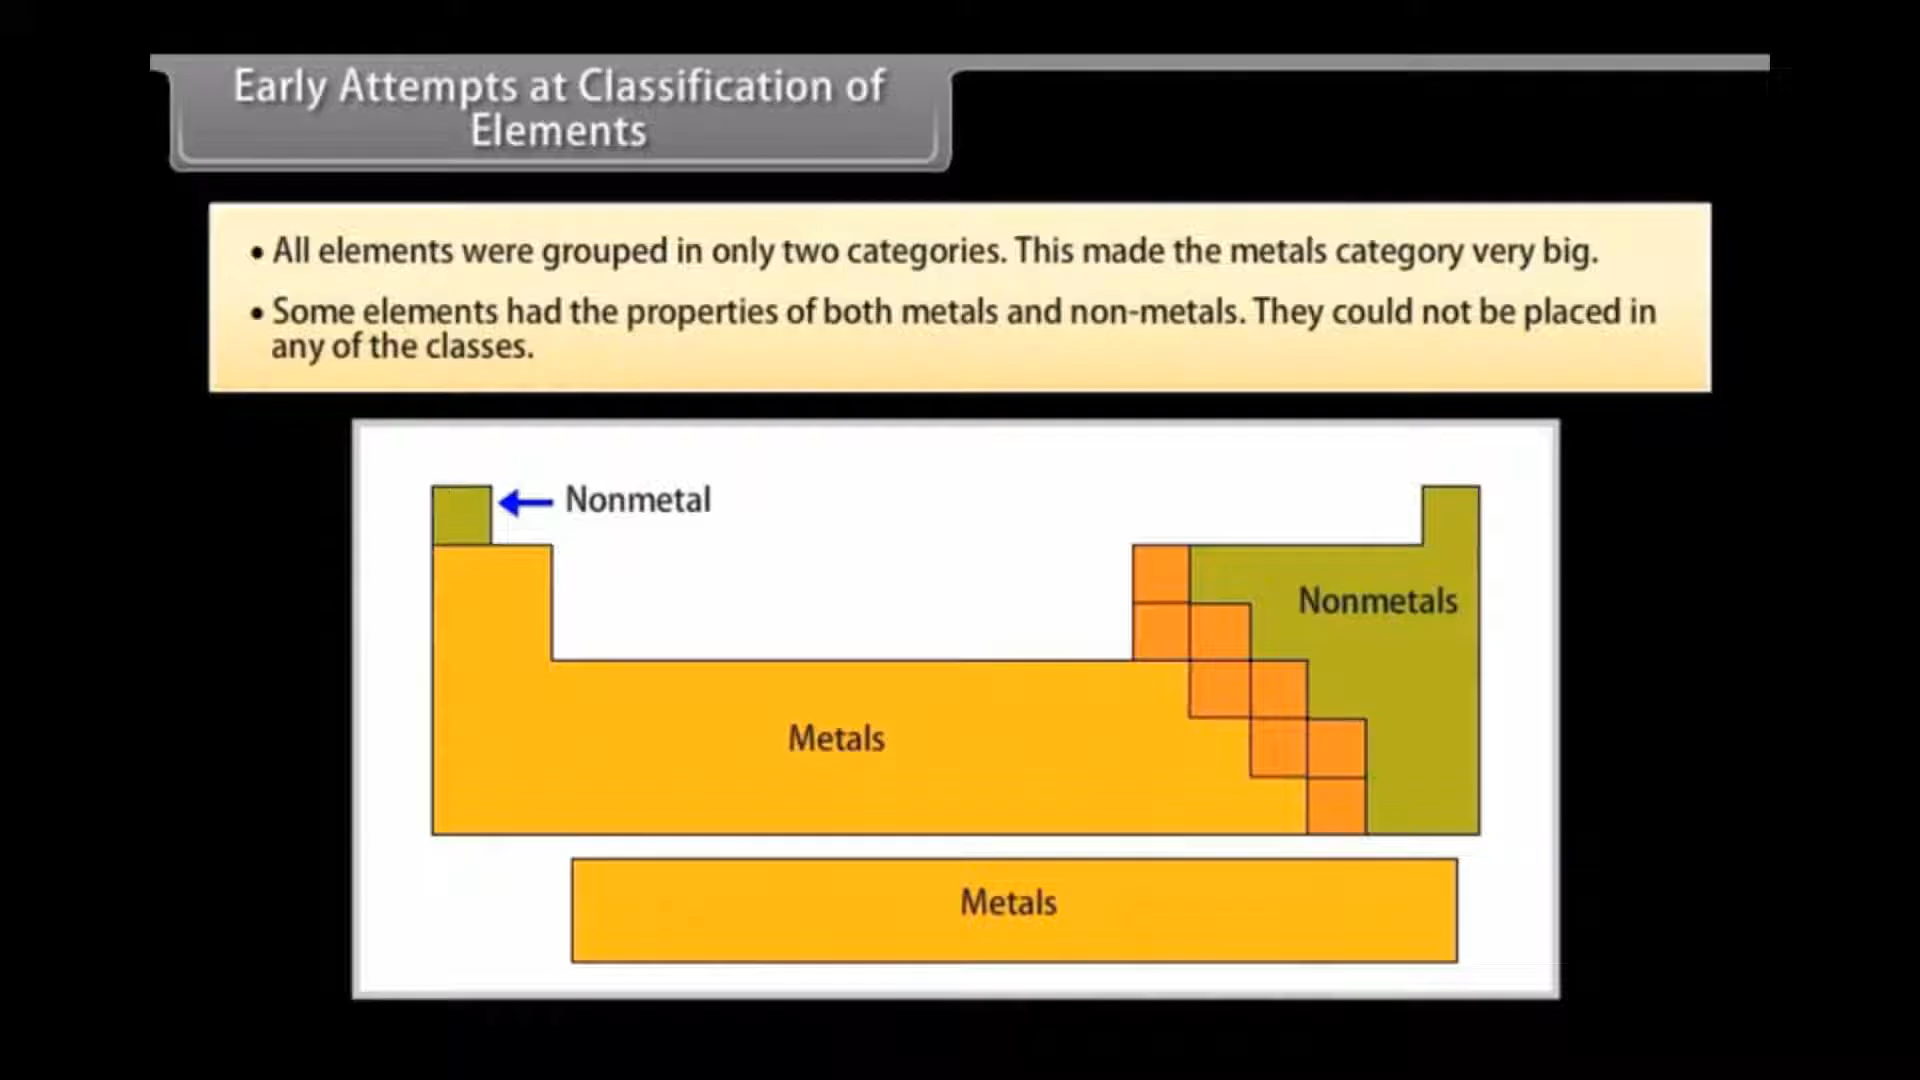 Early Attempts at Classification of
Elements
• All elements were grouped in only two categories. This made the metals category very big.
• Some elements had the properties of both metals and non-metals. They could not be placed in
any of the classes.
Nonmetal
Nonmetals
Metals
Metals